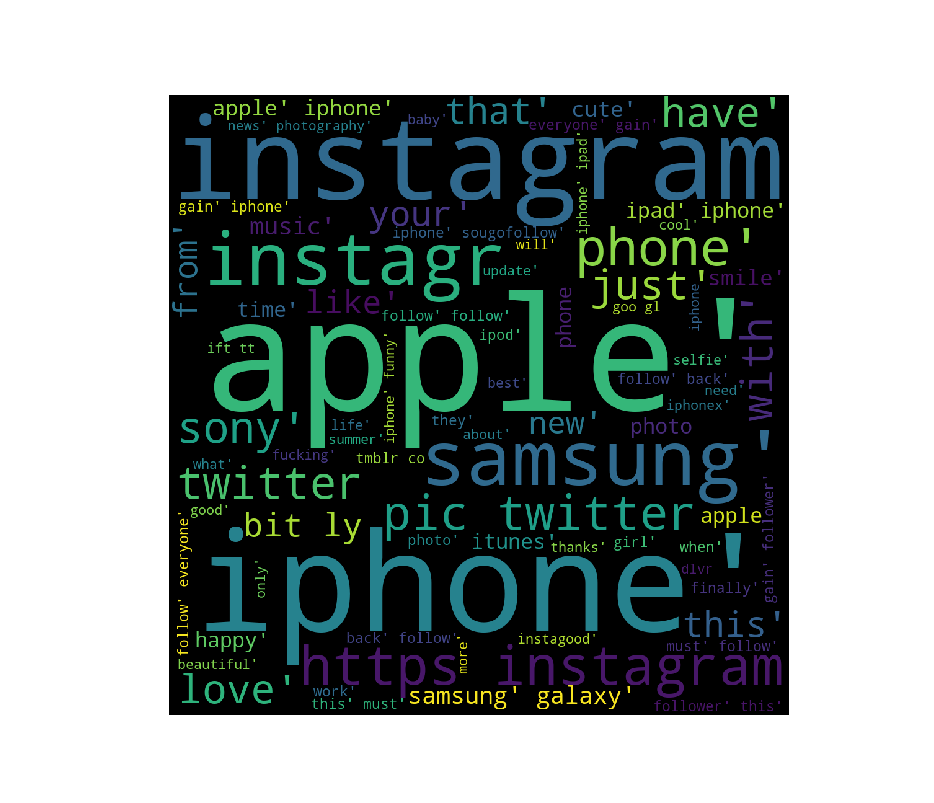 apple' iphone'
that'
cute'
have'
news' photography'
baby'
everyone' gain'
instagram
iphone' ipad'
gain' iphone'
your'
ipad' iphone'
music'
iphone' sougofollow'
cool'
from'
instagr
will'
phone'
update'
just'
smile'
time'
like'
follow' follow'
phone
goo gl
iphone
with'
ift tt
iphone' funny'
ipod'
selfie'
apple'
best'
follow' back'
need'
iphonex'
sony'
life'
they'
new'
photo
summer'
about'
fucking'
tmblr co
samsung'
what'
twitter
good'
bit ly
pic twitter
apple
photo'
itunes'
thanks'
girl'
when'
gain' follower'
follow' everyone'
only'
iphone'
dlvr
finally'
this'
happy'
back' follow'
more'
instagood'
must' follow'
beautiful'
https instagram
love'
work'
this' must'
samsung' galaxy'
follower' this'